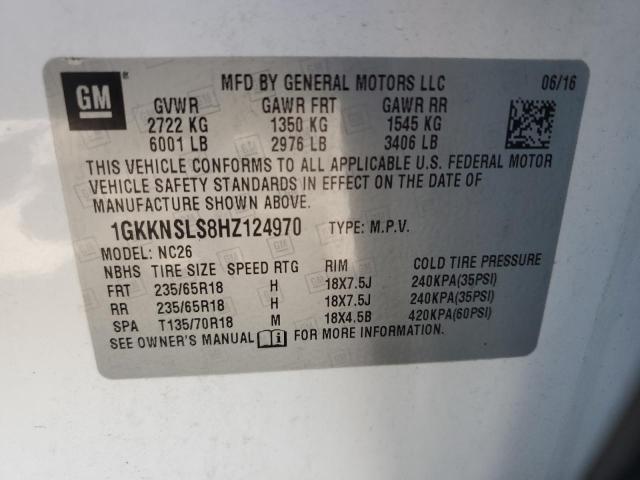 GM
MFD BY GENERAL MOTORS LLC 06/16
GVWR GAWR FRT GAWR RR
2722 KG 1350 KG 1545 KG
6001 LB 2976 LB 3406 LB
THIS VEHICLE CONFORMS TO ALL APPLICABLE U.S. FEDERAL MOTOR
VEHICLE SAFETY STANDARDS IN EFFECT ON THE DATE OF
MANUFACTURE SHOWN ABOVE.
1GKKNSLS8HZ124970 TYPE: M.P.V.
MODEL: NC26
NBHS TIRE SIZE SPEED RTG RIM COLD TIRE PRESSURE
FRT 235/65R18 H 18X7.5J 240KPA(35PSI)
RR 235/65R18 H 18X7.5J 240KPA(35PSI)
SPA T135/70R18 M 18X4.5B 420KPA(60PSI)
SEE OWNER'S MANUAL FOR MORE INFORMATION.